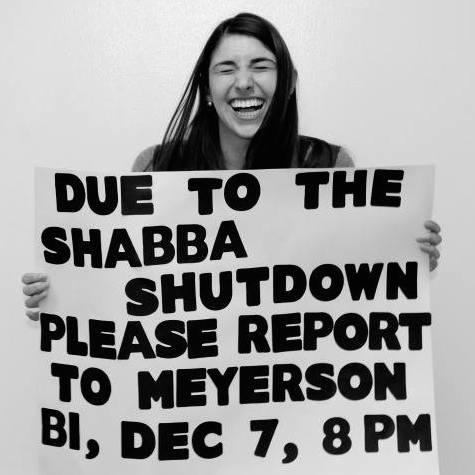 DUE TO THE
SHABBA
SHUTDOWN
PLEASE REPORT
TO MEYERSON
BI, DEC 7, 8 PM